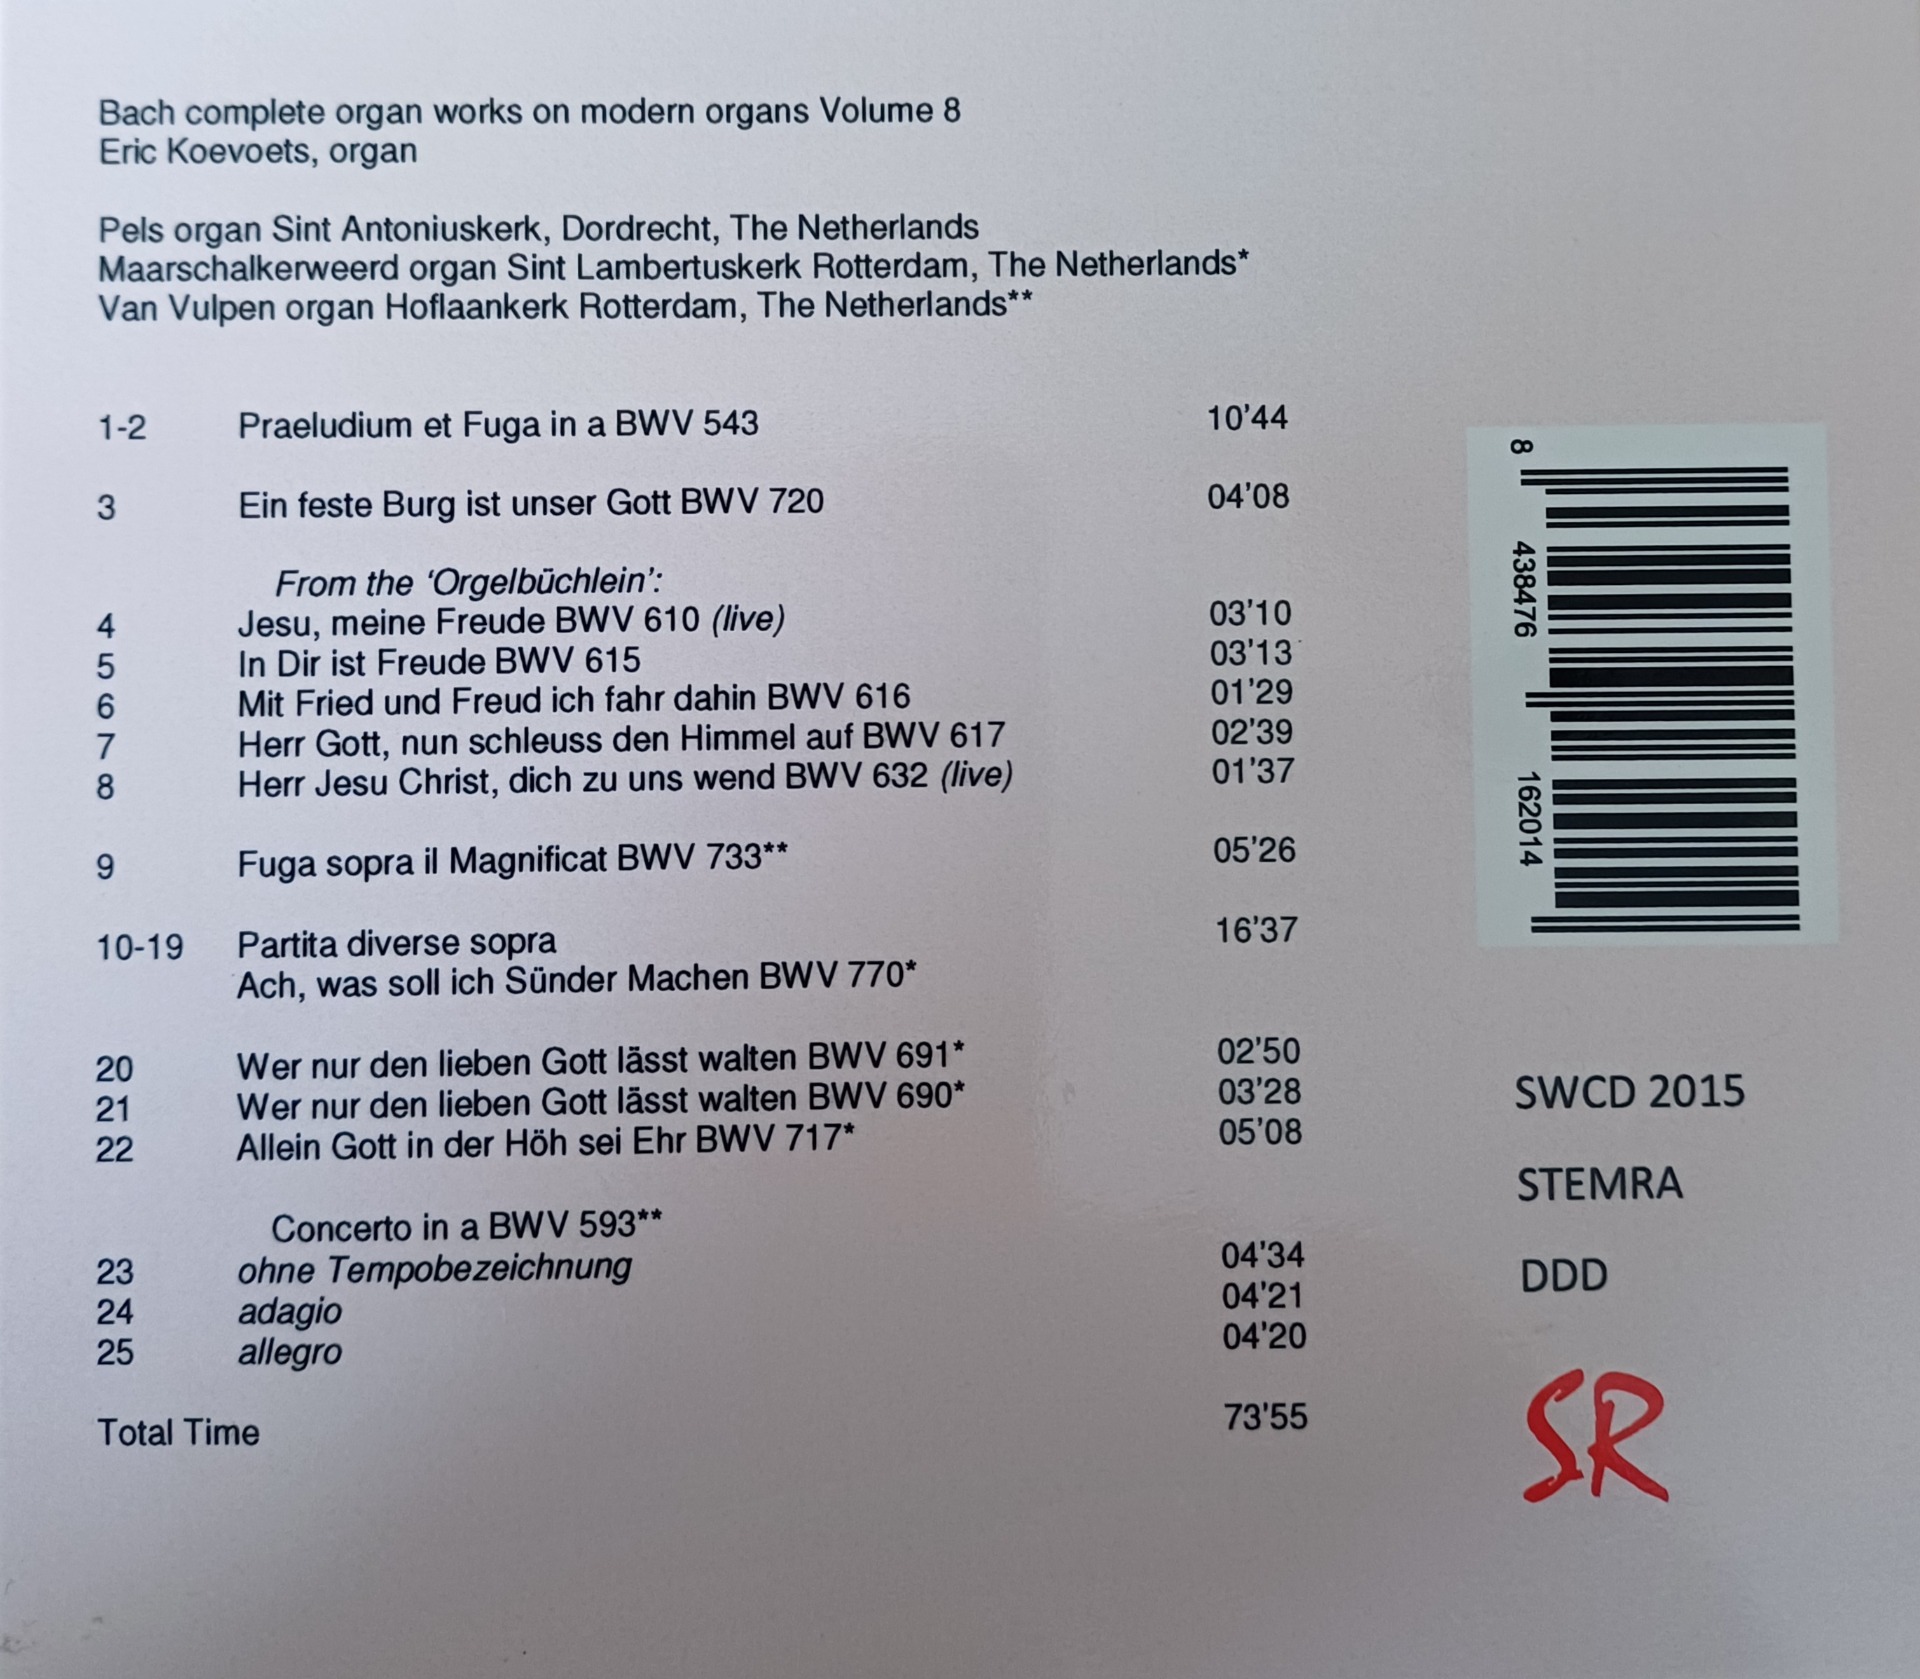 Bach complete organ works on modern organs Volume 8
Eric Koevoets, organ
Pels organ Sint Antoniuskerk, Dordrecht, The Netherlands
Maarschalkerweerd organ Sint Lambertuskerk Rotterdam, The Netherlands*
Van Vulpen organ Hoflaankerk Rotterdam, The Netherlands**
1-2 Praeludium et Fuga in a BWV 543 10'44
3 Ein feste Burg ist unser Gott BWV 720 04'08
From the ‘Orgelbüchlein’:
4 Jesu, meine Freude BWV 610 (live) 03'10
5 In Dir ist Freude BWV 615 03'13
6 Mit Fried und Freud ich fahr dahin BWV 616 01'29
7 Herr Gott, nun schleuss den Himmel auf BWV 617 02'39
8 Herr Jesu Christ, dich zu uns wend BWV 632 (live) 01'37
9 Fuga sopra il Magnificat BWV 733** 05'26
10-19 Partita diverse sopra 16'37
Ach, was soll ich Sünder Machen BWV 770*
20 Wer nur den lieben Gott lässt walten BWV 691* 02'50
21 Wer nur den lieben Gott lässt walten BWV 690* 03'28
22 Allein Gott in der Höh sei Ehr BWV 717* 05'08
Concerto in a BWV 593**
23 ohne Tempobezeichnung 04'34
24 adagio 04'21
25 allegro 04'20
Total Time 73'55
8 438476 162014
SWCD 2015
STEMRA
DDD
SR